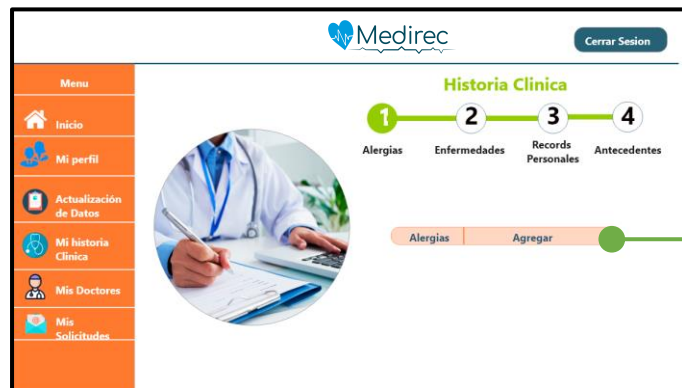 Medirec
Cerrar Sesion
Menu
Inicio
Mi perfil
Actualización
de Datos
Mi historia
Clinica
Mis Doctores
Mis
Solicitudes
Historia Clinica
1
2
3
4
Alergias
Enfermedades
Records
Personales
Antecedentes
Alergias
Agregar